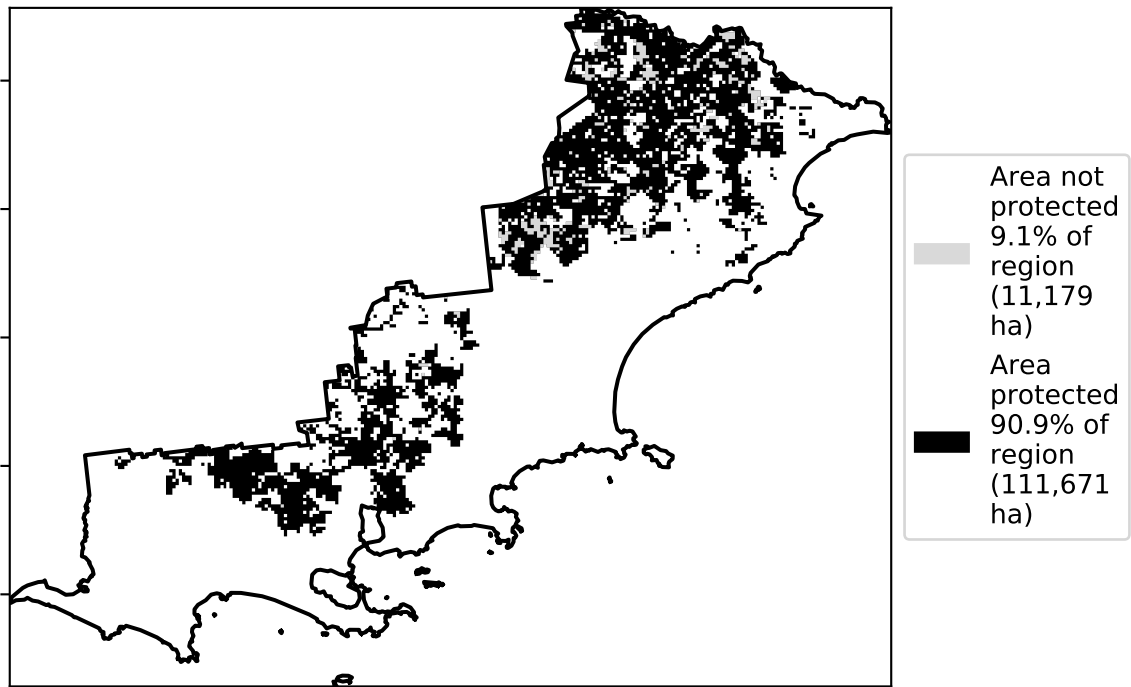 Area not
protected
9.1% of
region
(11,179
ha)
Area
protected
90.9% of
region
(111,671
ha)